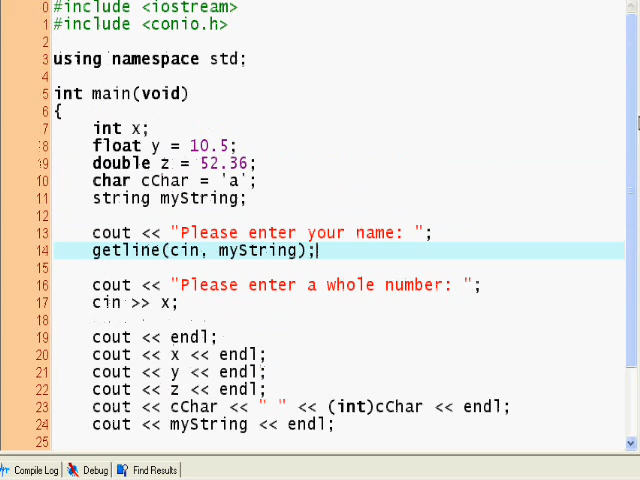 0 #include <iostream>
1 #include <conio.h>
2
3 using namespace std;
4
5 int main(void)
6 {
7 int x;
8 float y = 10.5;
9 double z = 52.36;
10 char cChar = 'a';
11 string myString;
12
13 cout << "Please enter your name: ";
14 getline(cin, myString);
15
16 cout << "Please enter a whole number: ";
17 cin >> x;
18
19 cout << endl;
20 cout << x << endl;
21 cout << y << endl;
22 cout << z << endl;
23 cout << cChar << " " << (int)cChar << endl;
24 cout << myString << endl;
25
Compile Log Debug Find Results